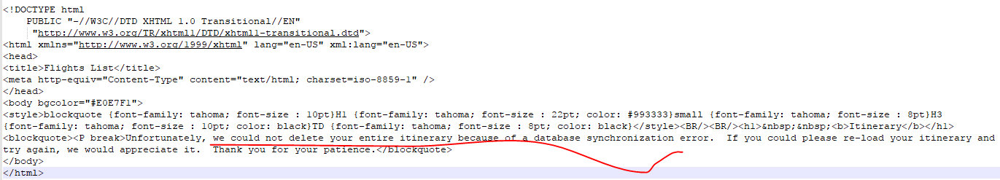 <!DOCTYPE html
PUBLIC "-//W3C//DTD XHTML 1.0 Transitional//EN"
"http://www.w3.org/TR/xhtml1/DTD/xhtml1-transitional.dtd">
<html xmlns="http://www.w3.org/1999/xhtml" lang="en-US" xml:lang="en-US">
<head>
<title>Flights List</title>
<meta http-equiv="Content-Type" content="text/html; charset=iso-8859-1" />
</head>
<body bgcolor="#E0E7F1">
<style>blockquote {font-family: tahoma; font-size : 10pt}H1 {font-family: tahoma; font-size : 22pt; color: #993333}small {font-family: tahoma; font-size : 8pt}H3
{font-family: tahoma; font-size : 10pt; color: black}TD {font-family: tahoma; font-size : 8pt; color: black}</style><BR/><BR/><h1>&nbsp;&nbsp;<b>Itinerary</b></h1>
<blockquote><P break>Unfortunately, we could not delete your entire itinerary because of a database synchronization error.  If you could please re-load your itinerary and
try again, we would appreciate it.  Thank you for your patience.</blockquote>
</body>
</html>